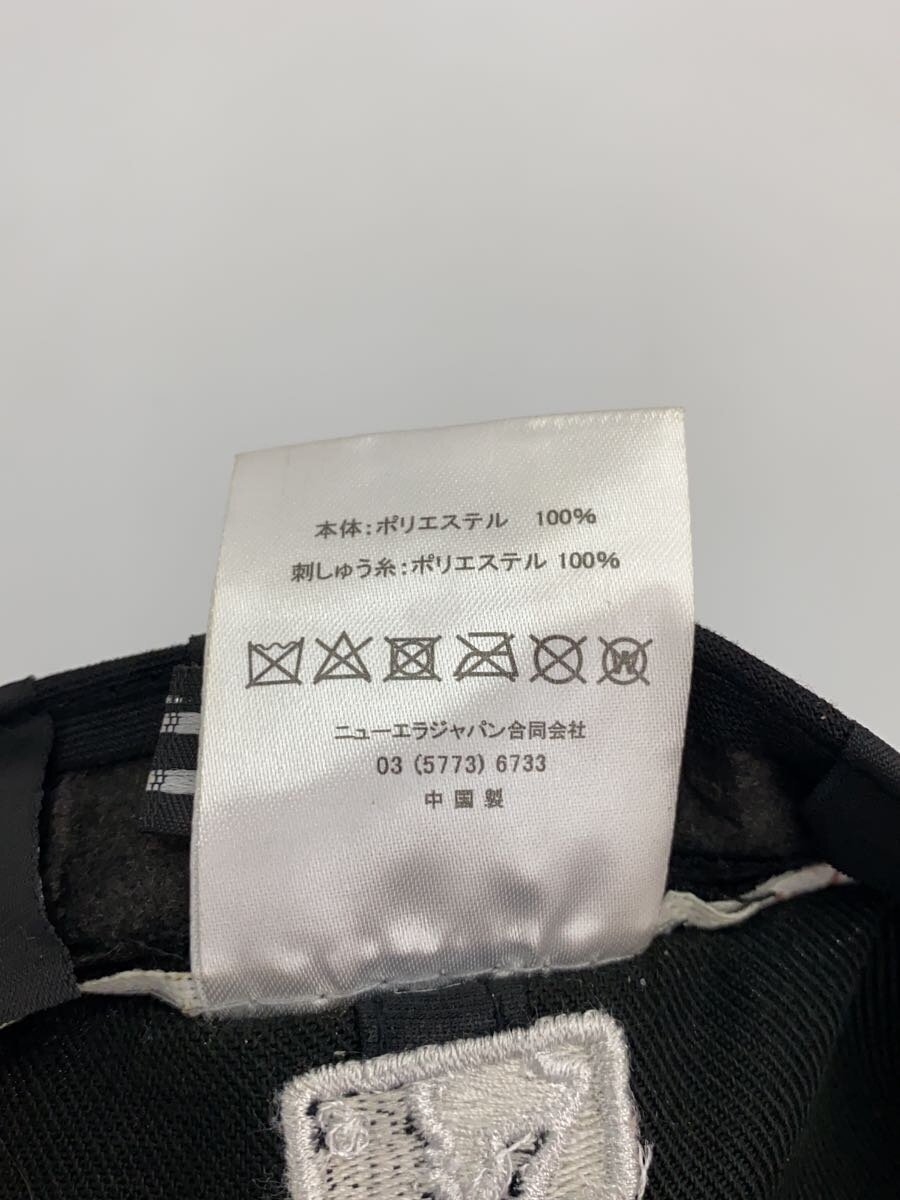 本体：ポリエステル 100%
刺しゅう糸：ポリエステル 100%
W
ニューエラジャパン合同会社
03 (5773) 6733
中国製